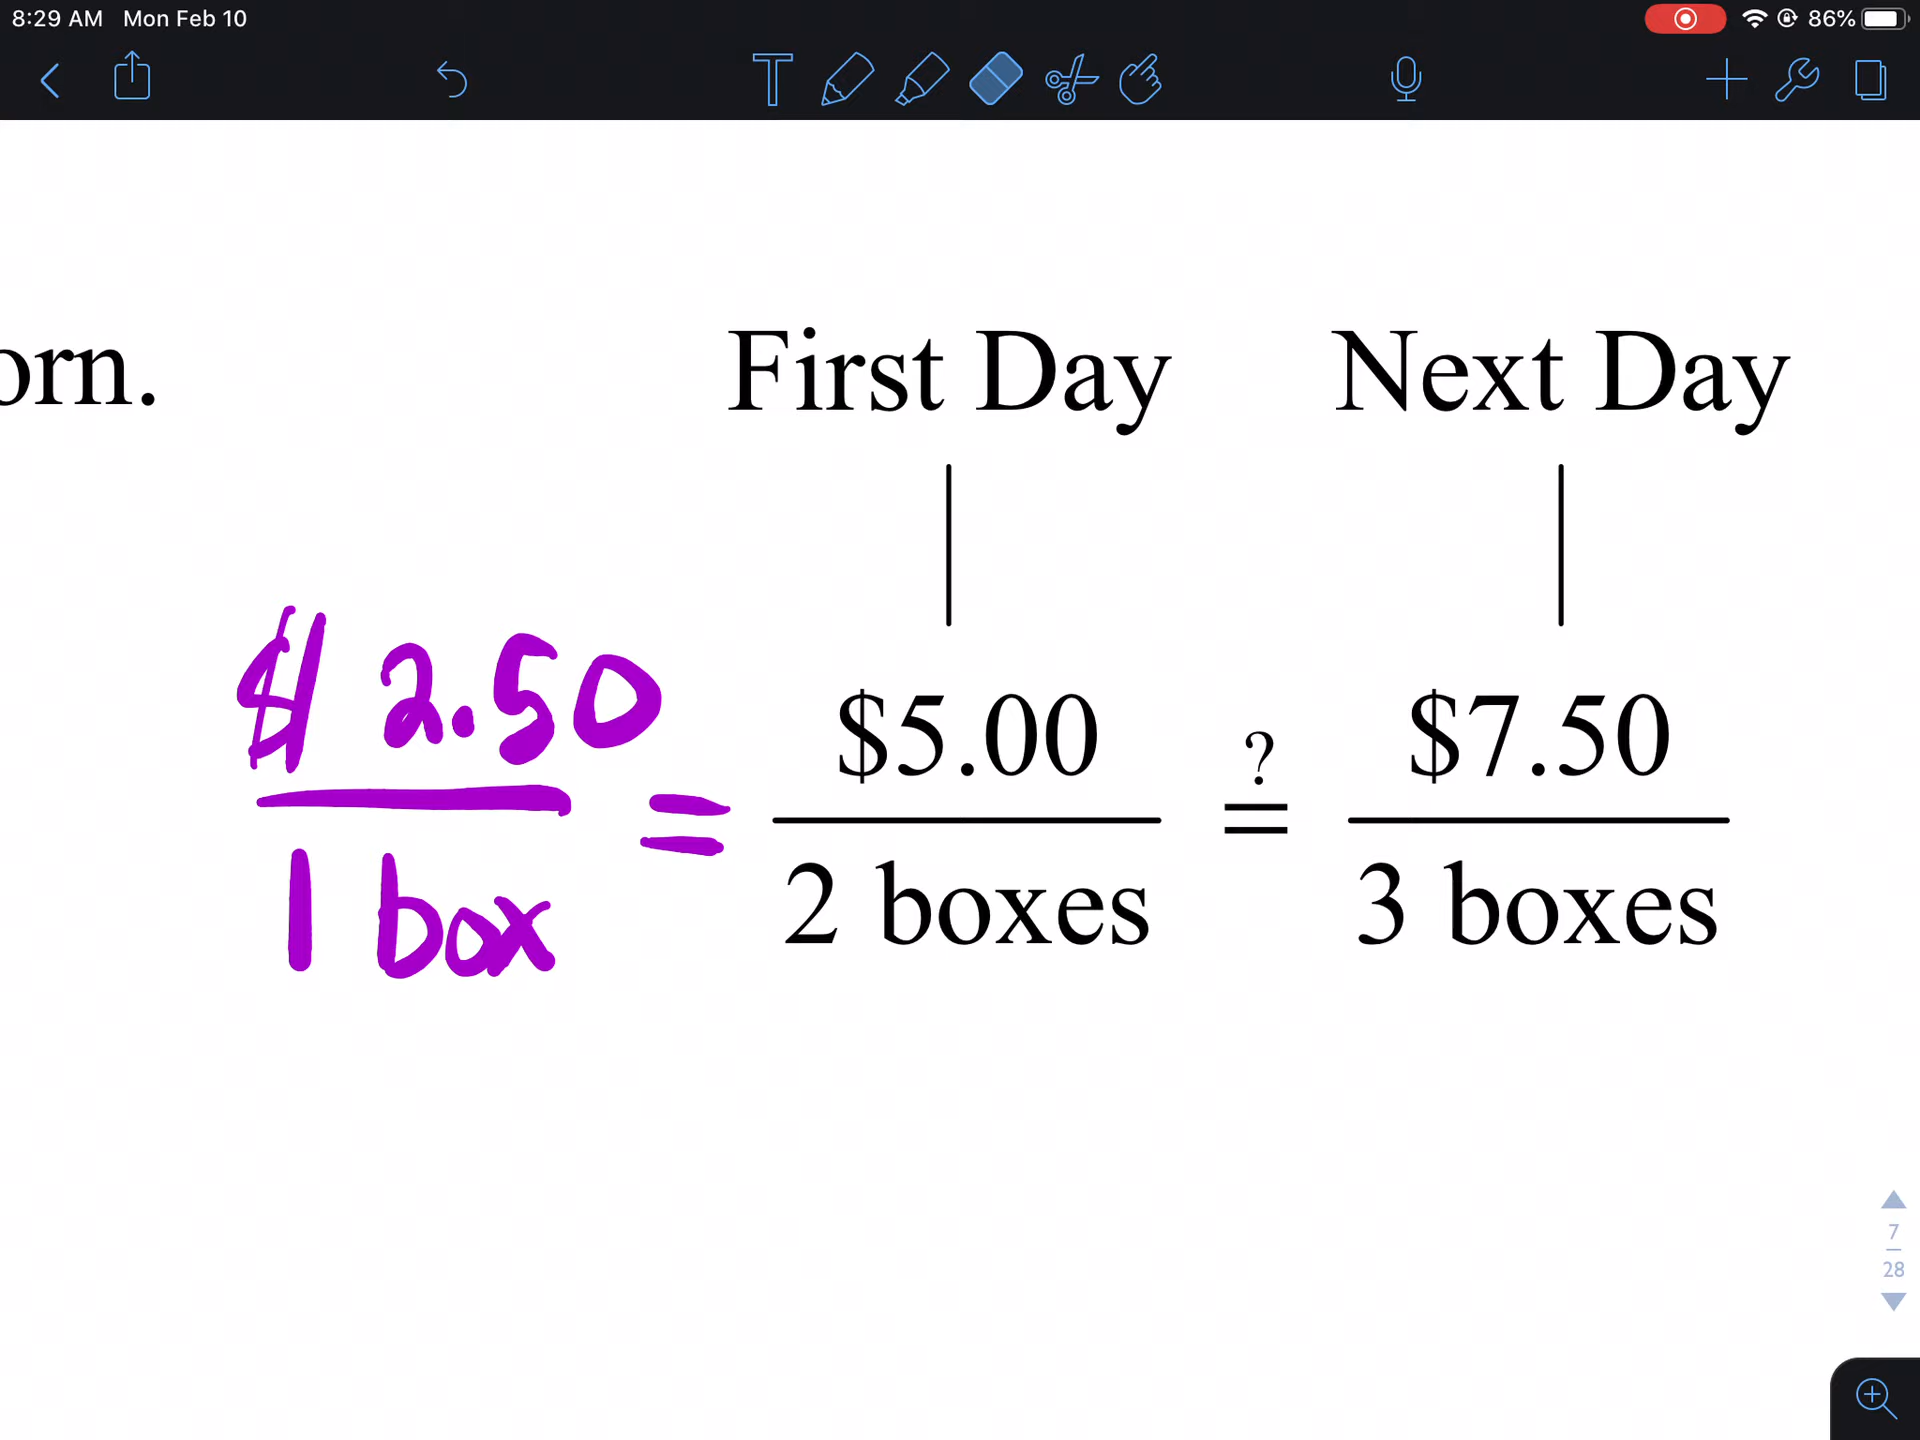 8:29 AM Mon Feb 10 86%
T
orn. First Day Next Day
$ 2.50 = $5.00 ? = $7.50
1 box 2 boxes 3 boxes
7
28